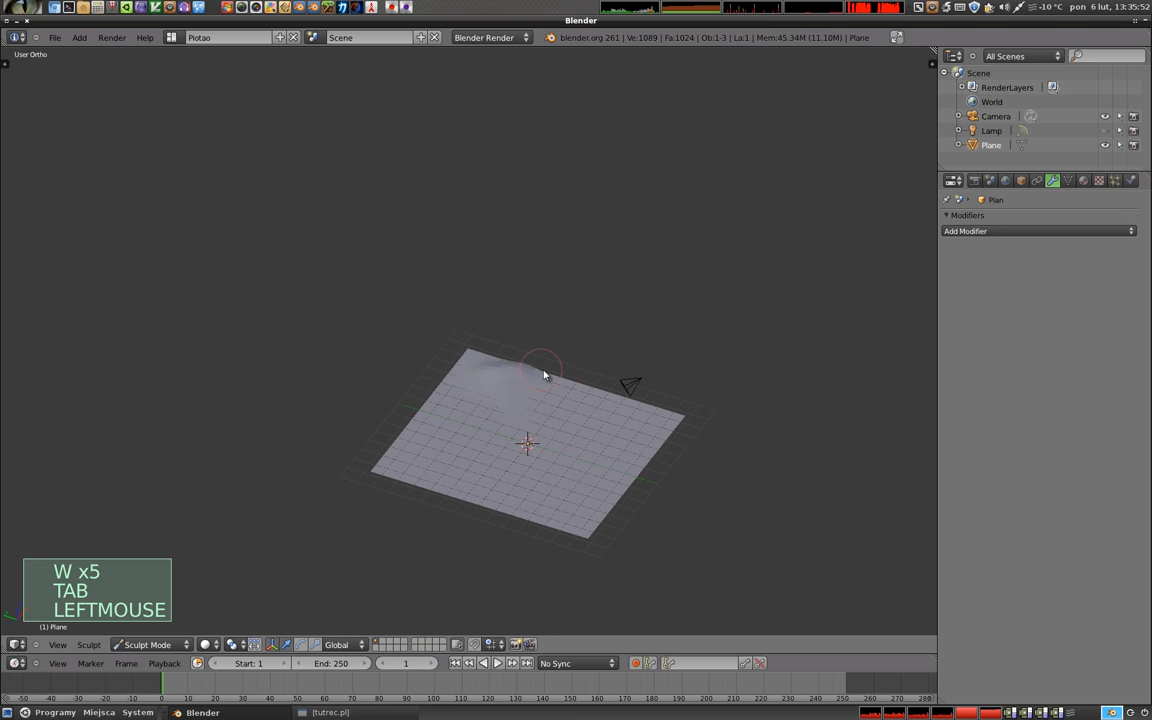 -10 °C pon 6 lut, 13:35:52
Blender
File Add Render Help Piotao Scene Blender Render blender.org 261 | Ve:1089 | Fa:1024 | Ob:1-3 | La:1 | Mem:45.34M (11.10M) | Plane
All Scenes
User Ortho
Scene
RenderLayers
World
Camera
Lamp
Plane
Plan
Modifiers
Add Modifier
W x5
TAB
LEFTMOUSE
(1) Plane
View Sculpt Sculpt Mode Global
View Marker Frame Playback Start: 1 End: 250 1 No Sync
-50 -40 -30 -20 -10 0 10 20 30 40 50 60 70 80 90 100 110 120 130 140 150 160 170 180 190 200 210 220 230 240 250 260 270 280
Programy Miejsca System Blender [tutrec.pl]